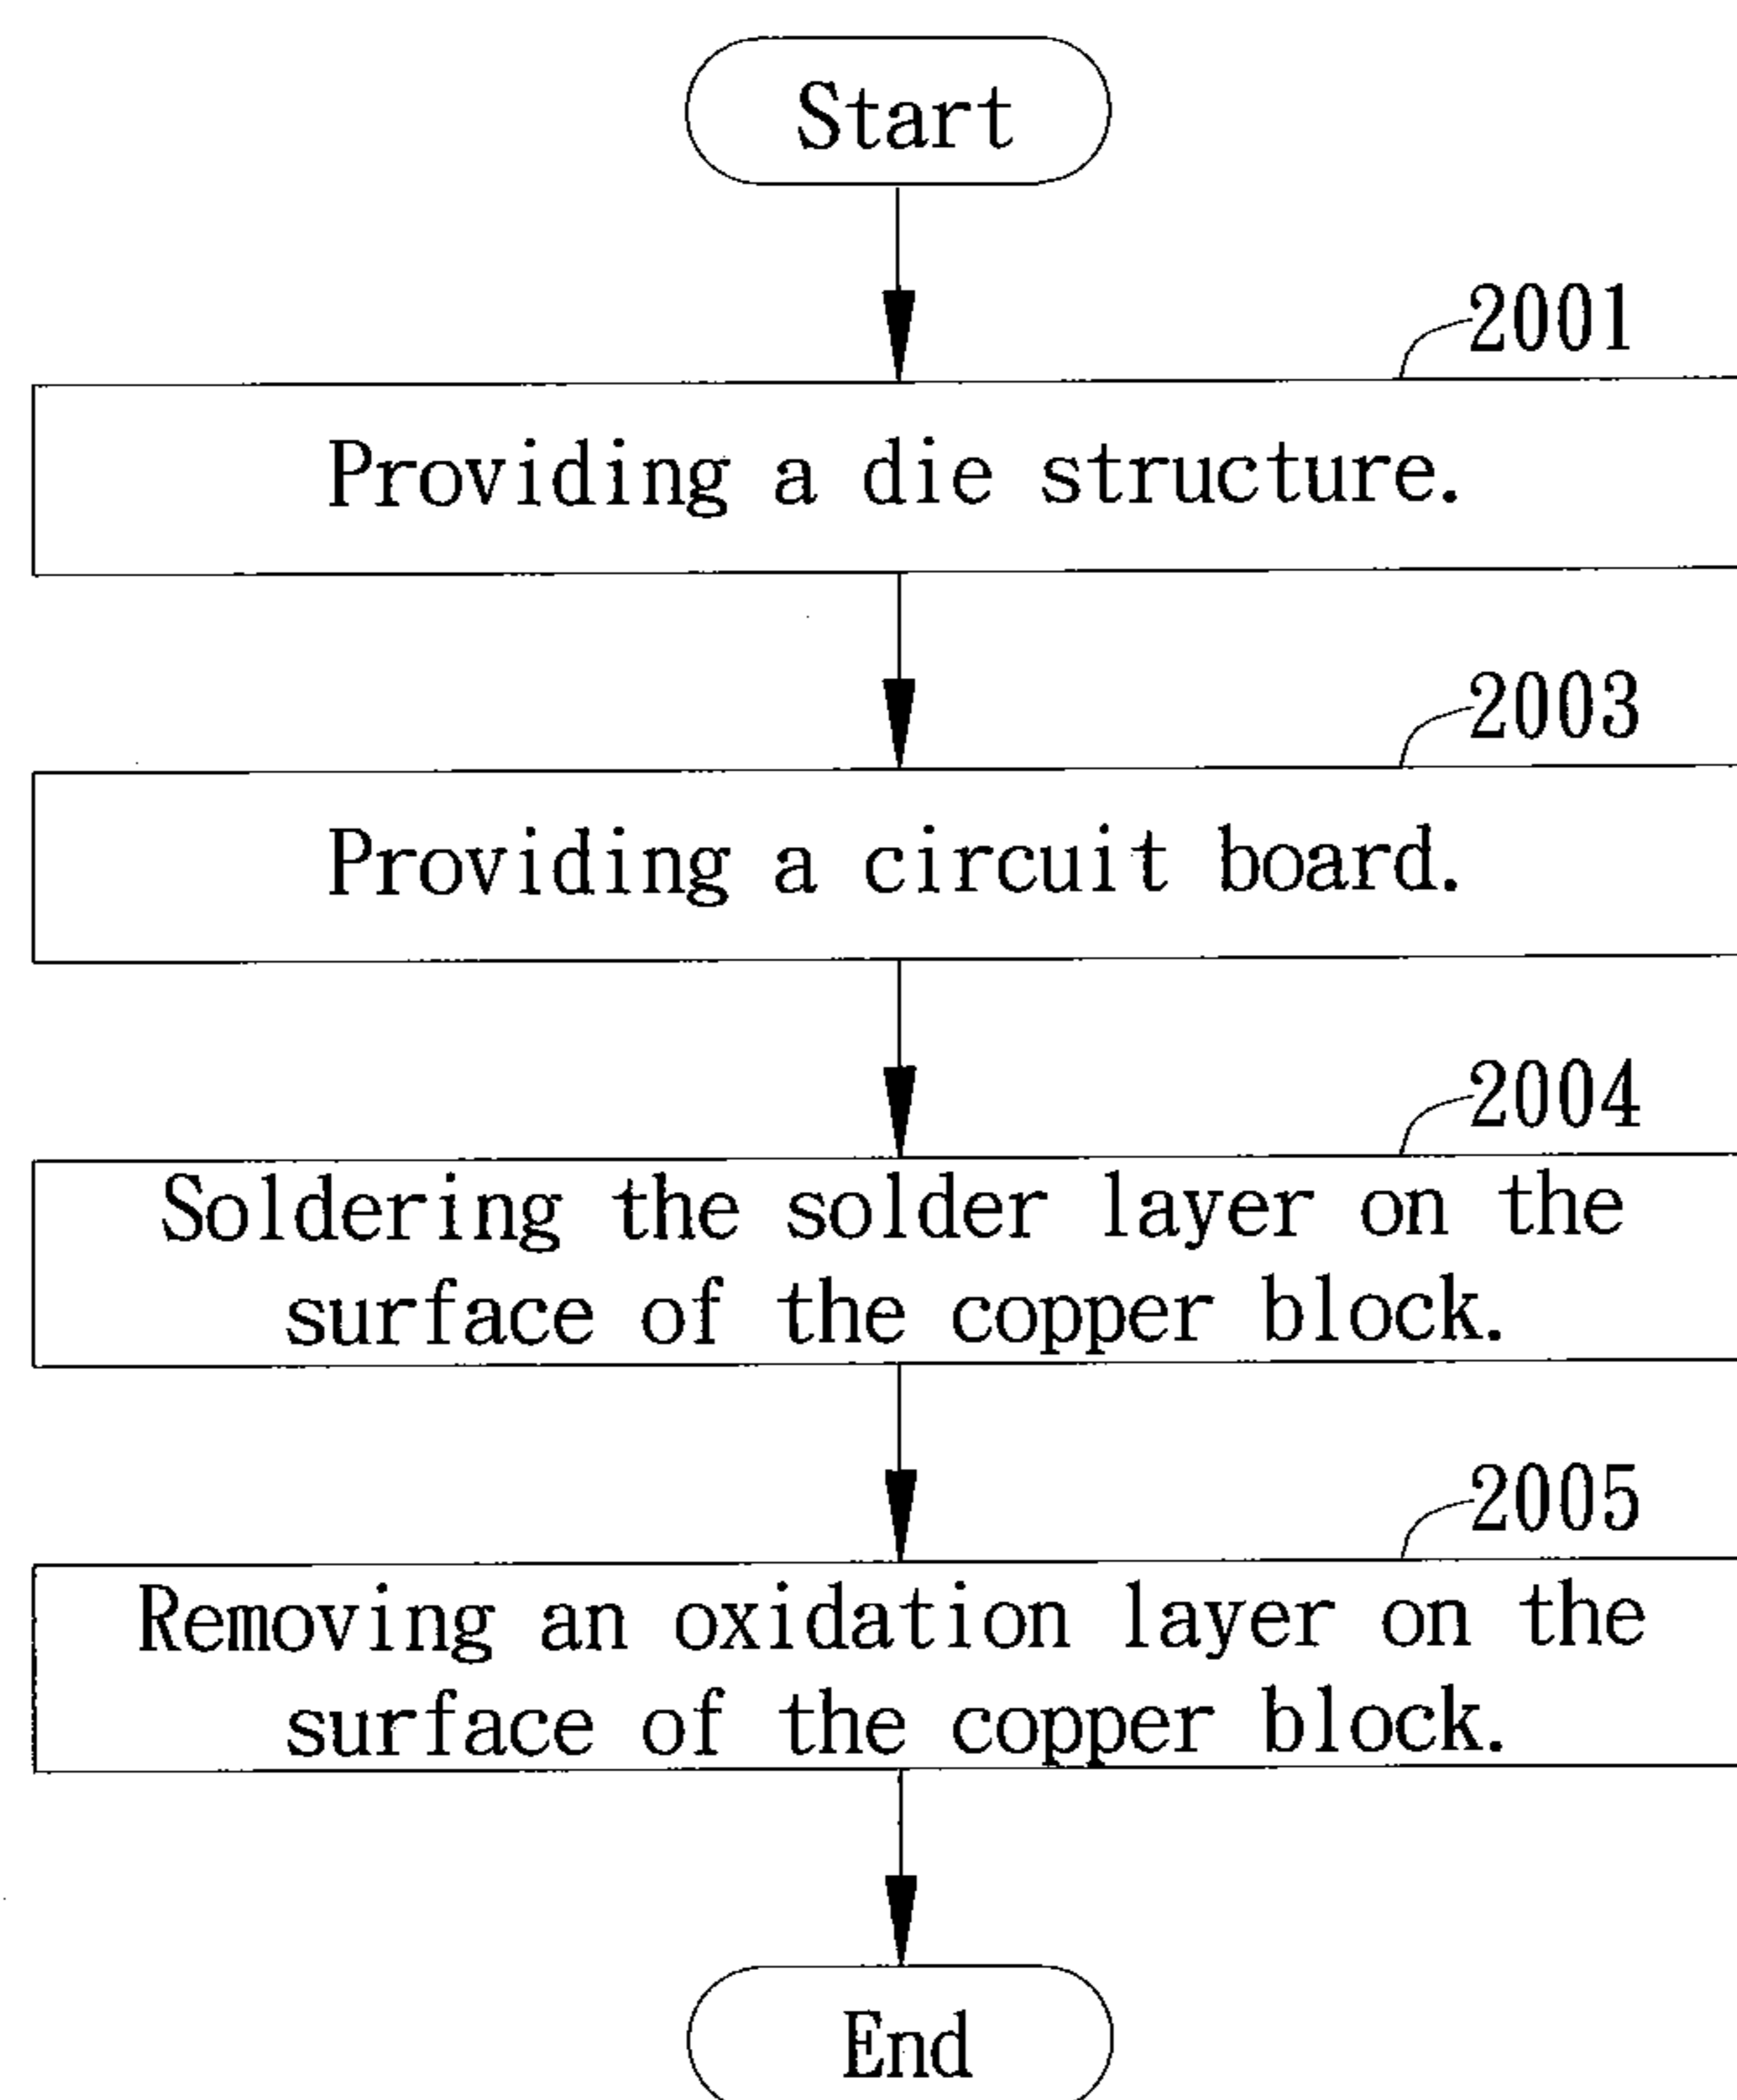 Start
2001
Providing a die structure.
2003
Providing a circuit board.
2004
Soldering the solder layer on the
surface of the copper block.
2005
Removing an oxidation layer on the
surface of the copper block.
End